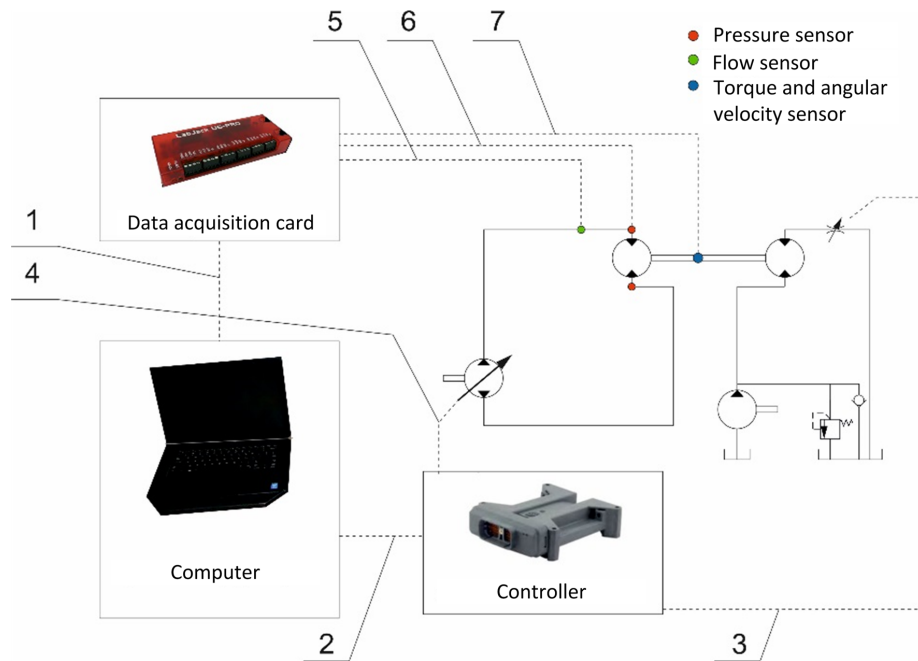 5
6
7
Pressure sensor
Flow sensor
Torque and angular
velocity sensor
LabJack U6-PRO
Data acquisition card
1
4
Computer
Controller
2
3